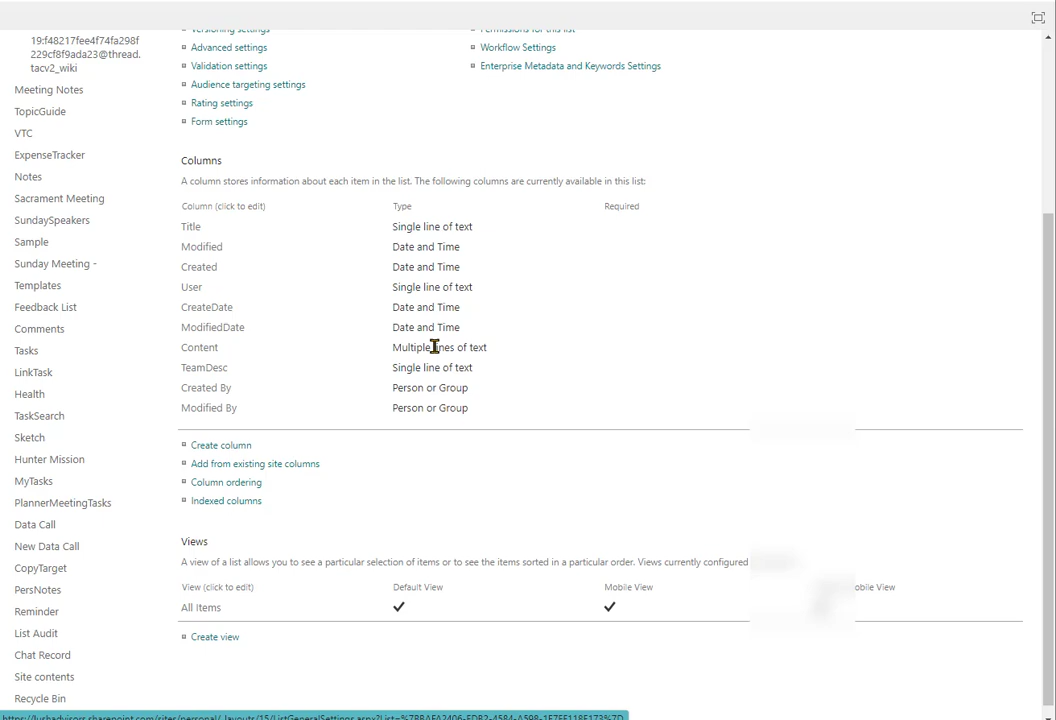 Versioning settings
Permissions for this list
19:f48217fee4f74fa298f
229cf8f9ada23@thread.
tacv2_wiki
Meeting Notes
TopicGuide
VTC
ExpenseTracker
Notes
Sacrament Meeting
SundaySpeakers
Sample
Sunday Meeting -
Templates
Feedback List
Comments
Tasks
LinkTask
Health
TaskSearch
Sketch
Hunter Mission
MyTasks
PlannerMeetingTasks
Data Call
New Data Call
CopyTarget
PersNotes
Reminder
List Audit
Chat Record
Site contents
Recycle Bin
Advanced settings
Validation settings
Audience targeting settings
Rating settings
Form settings
Workflow Settings
Enterprise Metadata and Keywords Settings
Columns
A column stores information about each item in the list. The following columns are currently available in this list:
Column (click to edit) Type Required
Title Single line of text
Modified Date and Time
Created Date and Time
User Single line of text
CreateDate Date and Time
ModifiedDate Date and Time
Content Multiple lines of text
TeamDesc Single line of text
Created By Person or Group
Modified By Person or Group
Create column
Add from existing site columns
Column ordering
Indexed columns
Views
A view of a list allows you to see a particular selection of items or to see the items sorted in a particular order. Views currently configured
View (click to edit) Default View Mobile View obile View
All Items
Create view